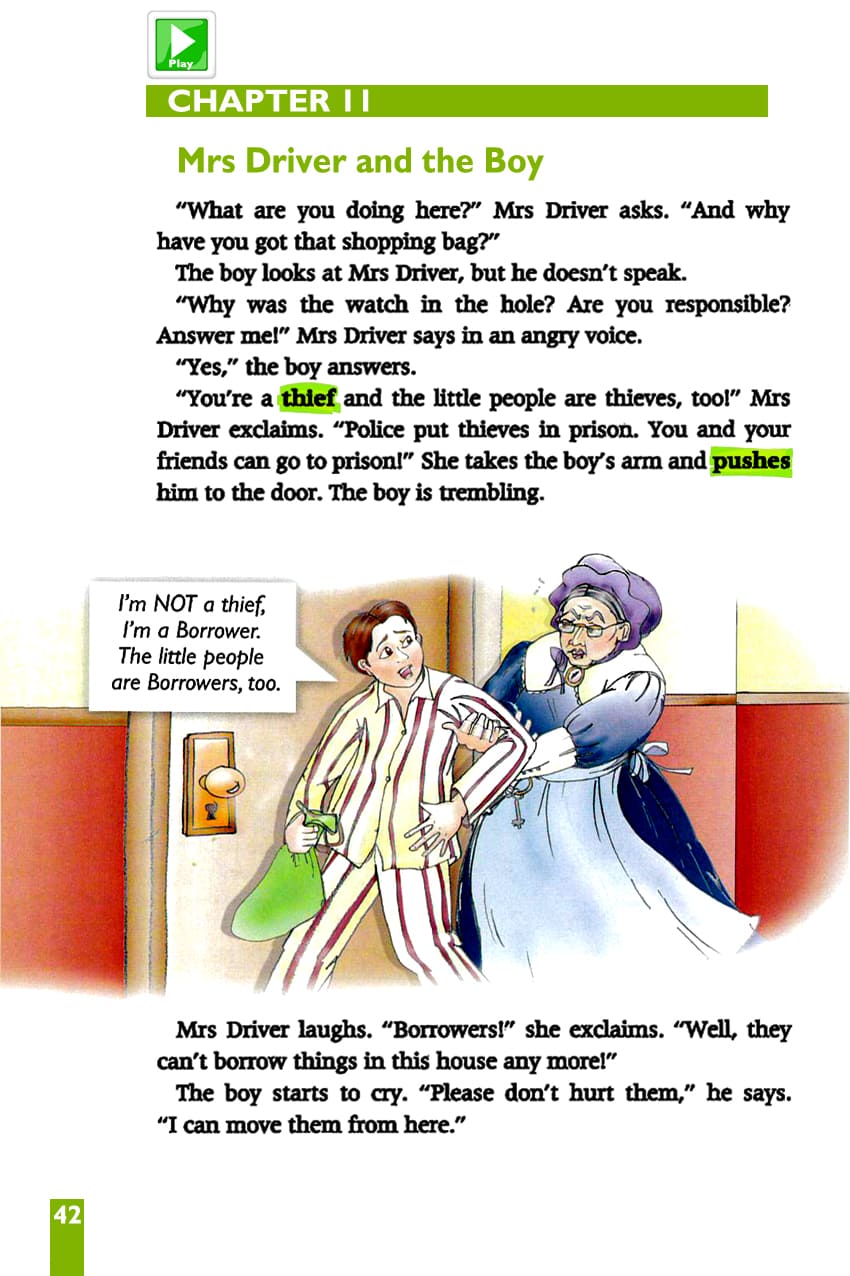 Play
CHAPTER 11
Mrs Driver and the Boy
“What are you doing here?” Mrs Driver asks. “And why
have you got that shopping bag?”
The boy looks at Mrs Driver, but he doesn’t speak.
“Why was the watch in the hole? Are you responsible?
Answer me!” Mrs Driver says in an angry voice.
“Yes,” the boy answers.
“You’re a thief and the little people are thieves, too!” Mrs
Driver exclaims. “Police put thieves in prison. You and your
friends can go to prison!” She takes the boy’s arm and pushes
him to the door. The boy is trembling.
I’m NOT a thief,
I’m a Borrower.
The little people
are Borrowers, too.
Mrs Driver laughs. “Borrowers!” she exclaims. “Well, they
can’t borrow things in this house any more!”
The boy starts to cry. “Please don’t hurt them,” he says.
“I can move them from here.”
42